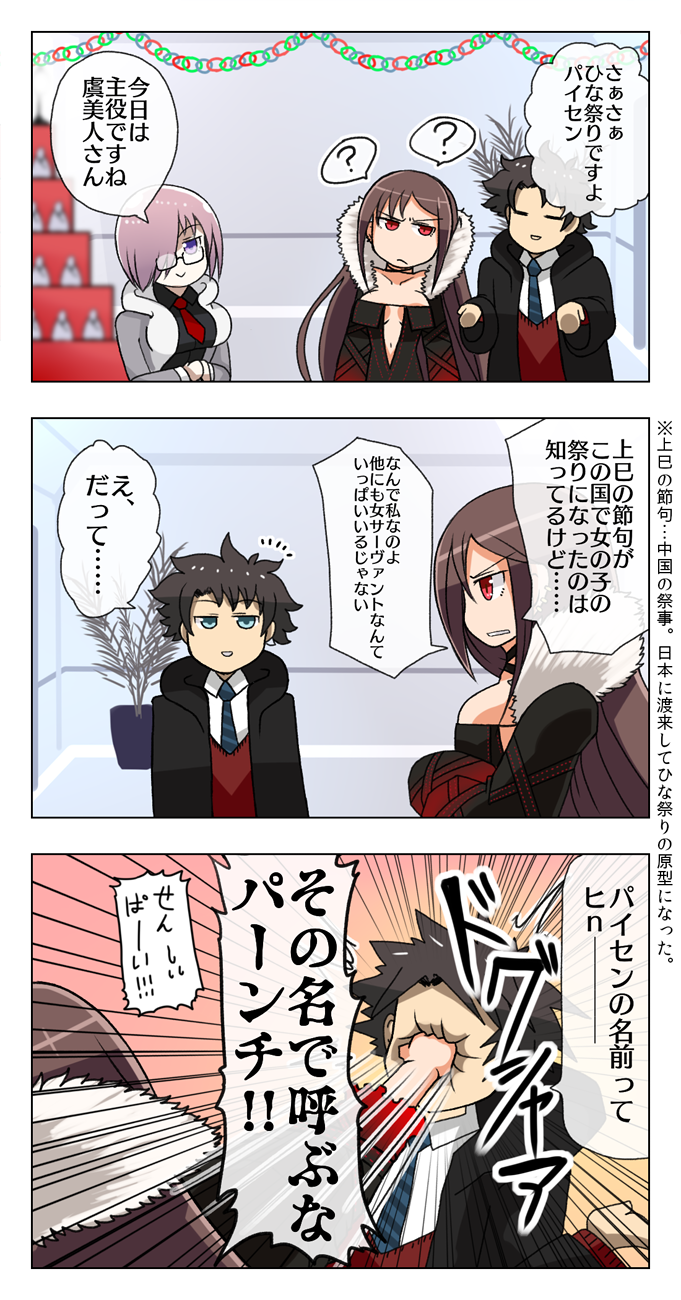 さぁさぁ
ひな祭りですよ
パイセン
？
？
今日は
主役ですね
虞美人さん
上巳の節句が
この国で女の子の
祭りになったのは
知ってるけど……
なんで私なのよ
他にも女サーヴァントなんて
いっぱいいるじゃない
え、
だって……
※上巳の節句…中国の祭事。日本に渡来してひな祭りの原型になった。
パイセンの名前って
ヒn──
ドグシャァ
その名で呼ぶな
パーンチ!!
せんぱーい!!!